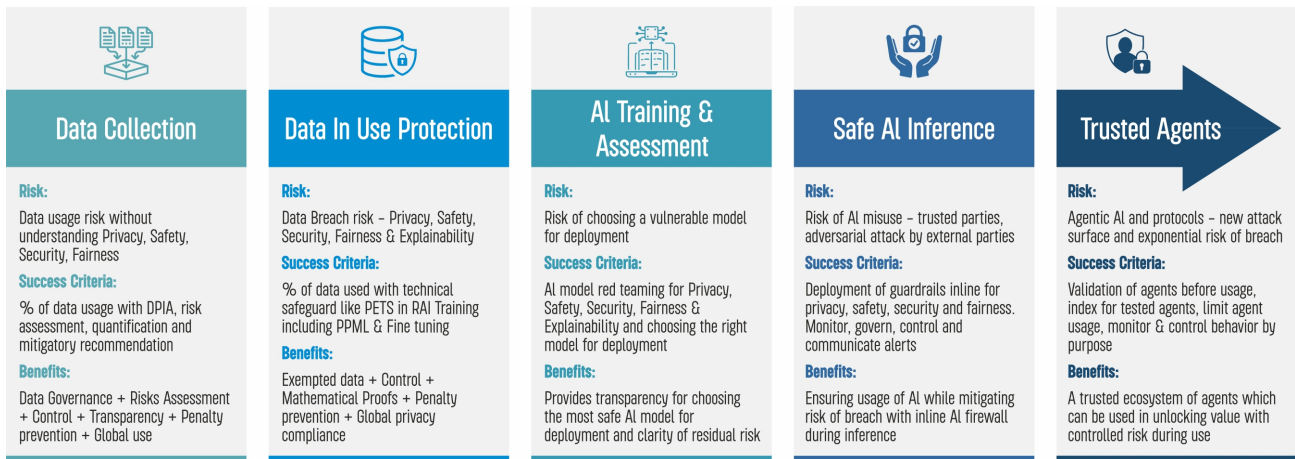 Data Collection
Risk:
Data usage risk without
understanding Privacy, Safety,
Security, Fairness
Success Criteria:
% of data usage with DPIA, risk
assessment, quantification and
mitigatory recommendation
Benefits:
Data Governance + Risks Assessment
+ Control + Transparency + Penalty
prevention + Global use
Data In Use Protection
Risk:
Data Breach risk – Privacy, Safety,
Security, Fairness & Explainability
Success Criteria:
% of data used with technical
safeguard like PETS in RAI Training
including PPML & Fine tuning
Benefits:
Exempted data + Control +
Mathematical Proofs + Penalty
prevention + Global privacy
compliance
AI Training &
Assessment
Risk:
Risk of choosing a vulnerable model
for deployment
Success Criteria:
AI model red teaming for Privacy,
Safety, Security, Fairness &
Explainability and choosing the right
model for deployment
Benefits:
Provides transparency for choosing
the most safe AI model for
deployment and clarity of residual risk
Safe AI Inference
Risk:
Risk of AI misuse – trusted parties,
adversarial attack by external parties
Success Criteria:
Deployment of guardrails inline for
privacy, safety, security and fairness.
Monitor, govern, control and
communicate alerts
Benefits:
Ensuring usage of AI while mitigating
risk of breach with inline AI firewall
during inference
Trusted Agents
Risk:
Agentic AI and protocols – new attack
surface and exponential risk of breach
Success Criteria:
Validation of agents before usage,
index for tested agents, limit agent
usage, monitor & control behavior by
purpose
Benefits:
A trusted ecosystem of agents which
can be used in unlocking value with
controlled risk during use